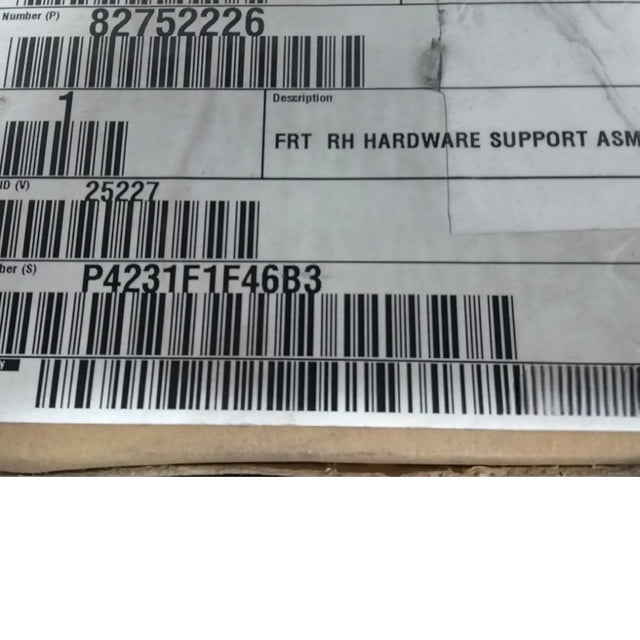 Number (P)
82752226
1
Description
FRT RH HARDWARE SUPPORT ASM
ID (V)
25227
ber (S)
P4231F1F46B3